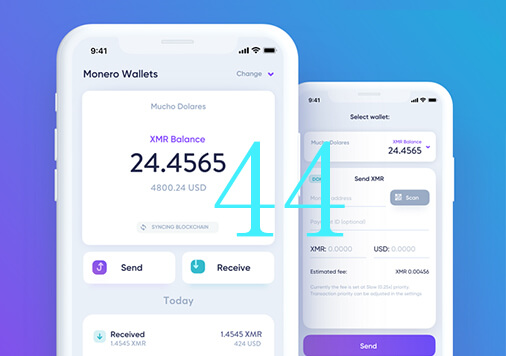 9:41
Monero Wallets
Change
Mucho Dolares
XMR Balance
24.4565
4800.24 USD
SYNCING BLOCKCHAIN
Send
Receive
Today
Received
1.4545 XMR
1.4545 XMR
424 USD
44
9:41
Select wallet:
Mucho Dolares
XMR Balance
24.4565
Send XMR
Scan
address
(optional)
XMR: 0.0000
USD: 0.0000
Estimated fee:
XMR 0.00456
Currently the fee is set at Slow (0.25x) priority.
Transaction priority can be adjusted in the settings
Send